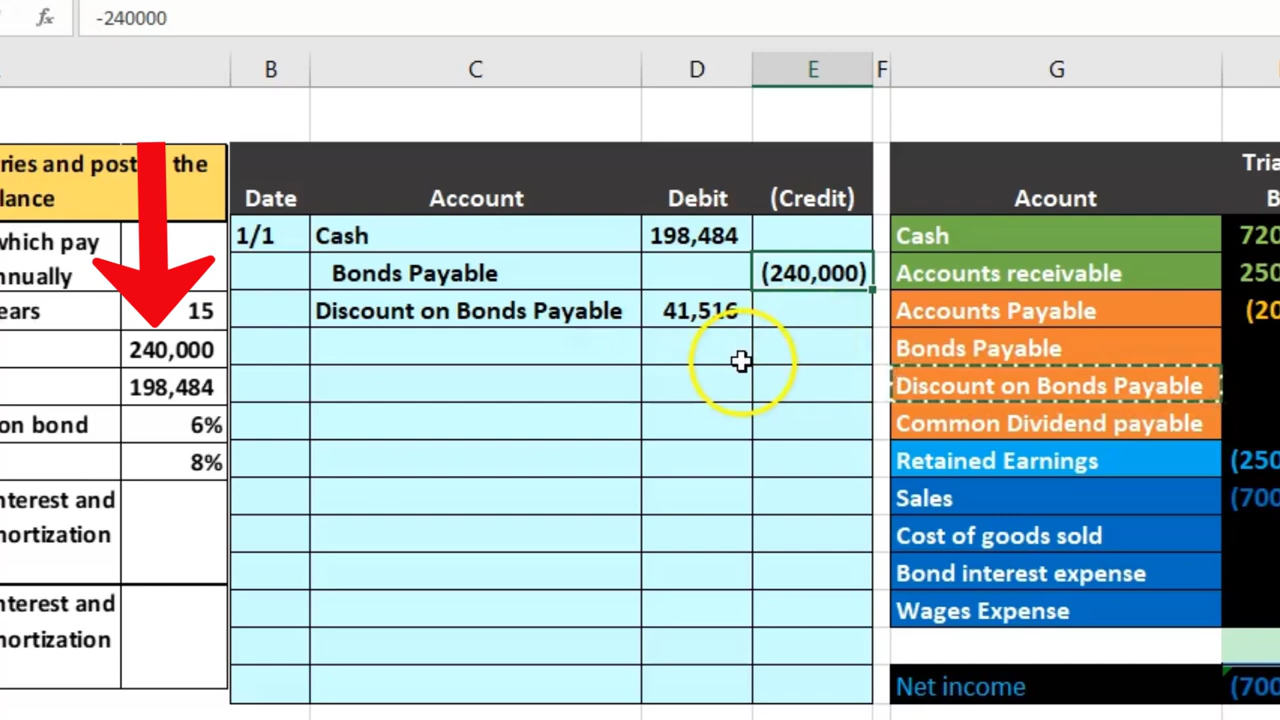 -240000
B C D E F G
ries and post the
lance
Date Account Debit (Credit)
Tria
Acount B
which pay
nnually
1/1 Cash 198,484
Cash 720
Bonds Payable (240,000)
Accounts receivable 250
ears 15
Discount on Bonds Payable 41,516
Accounts Payable (20
240,000
Bonds Payable
198,484
Discount on Bonds Payable
on bond 6%
Common Dividend payable
8%
Retained Earnings (250
nterest and
nortization
Sales (700
Cost of goods sold
Bond interest expense
nterest and
nortization
Wages Expense
Net income (700